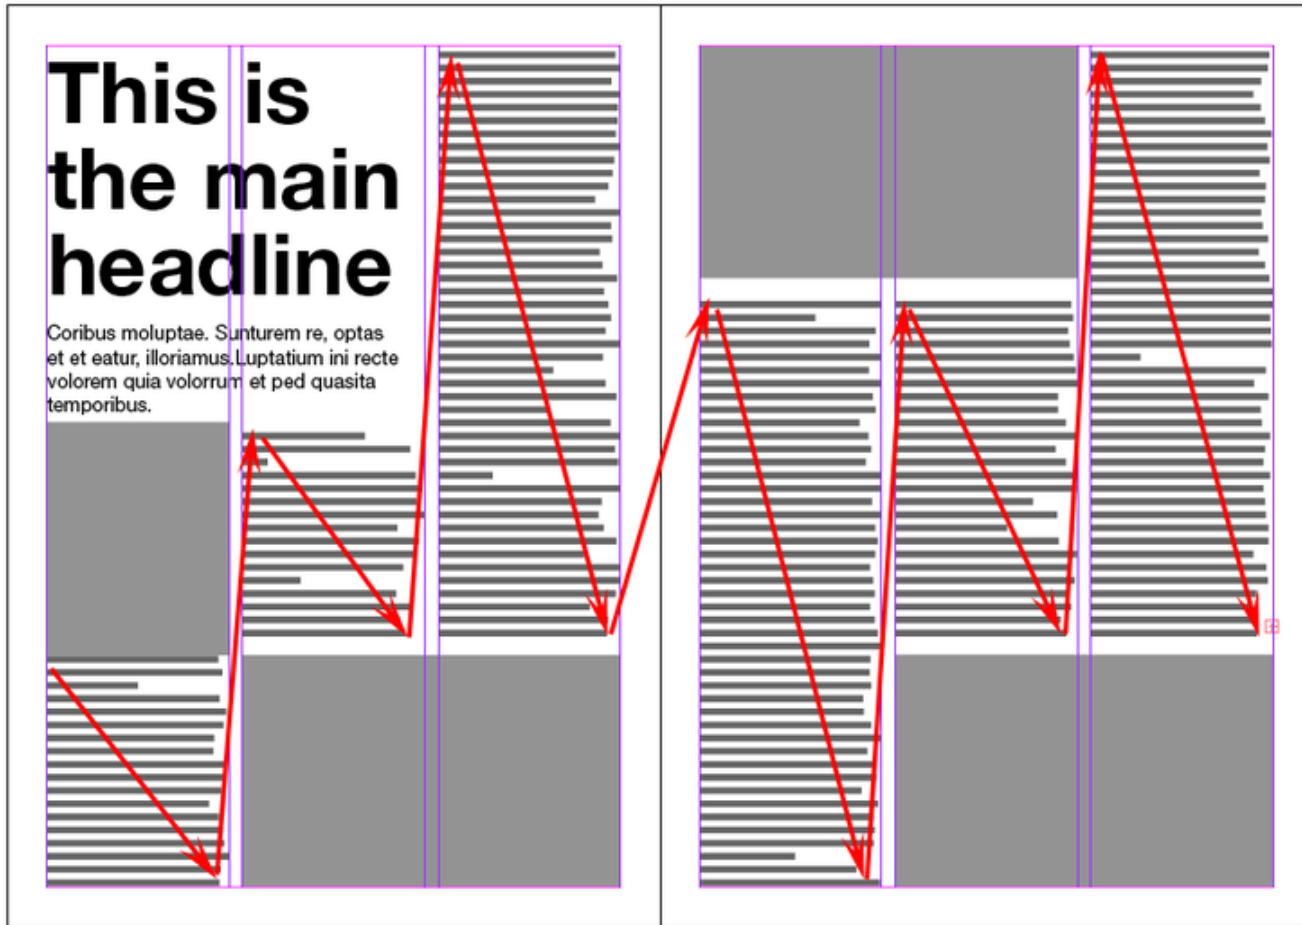 This is
the main
headline
Coribus moluptae. Sunturem re, optas
et et eatur, illoriamus.Luptatium ini recte
volorem quia volorrum et ped quasita
temporibus.